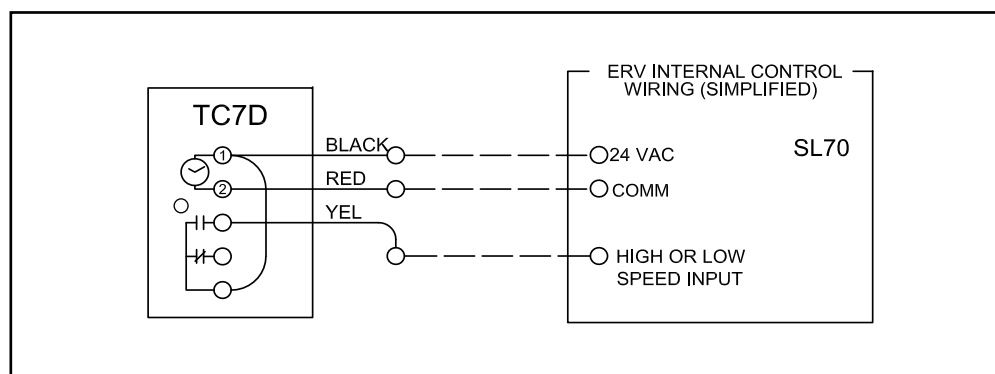 ERV INTERNAL CONTROL
WIRING (SIMPLIFIED)
TC7D
SL70
1
BLACK
24 VAC
2
RED
COMM
YEL
HIGH OR LOW
SPEED INPUT